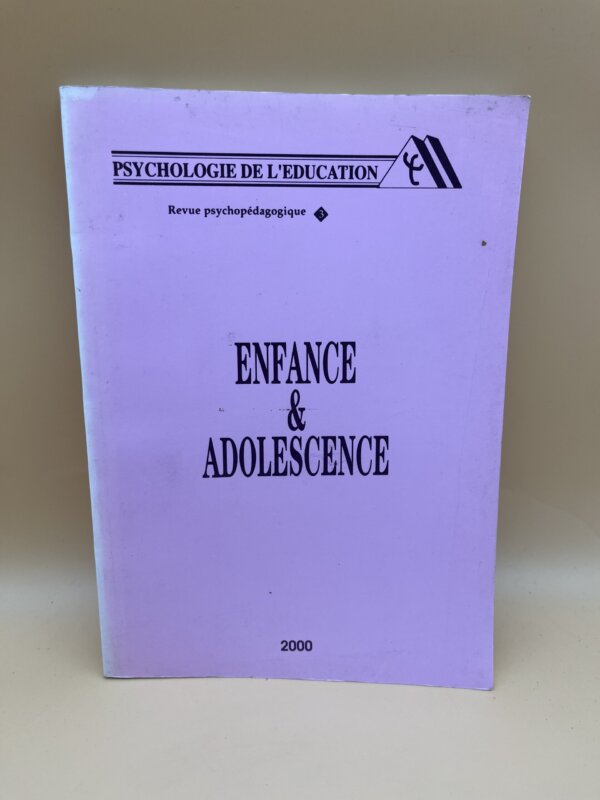 PSYCHOLOGIE DE L'EDUCATION
Revue psychopédagogique 3
ENFANCE
&
ADOLESCENCE
2000